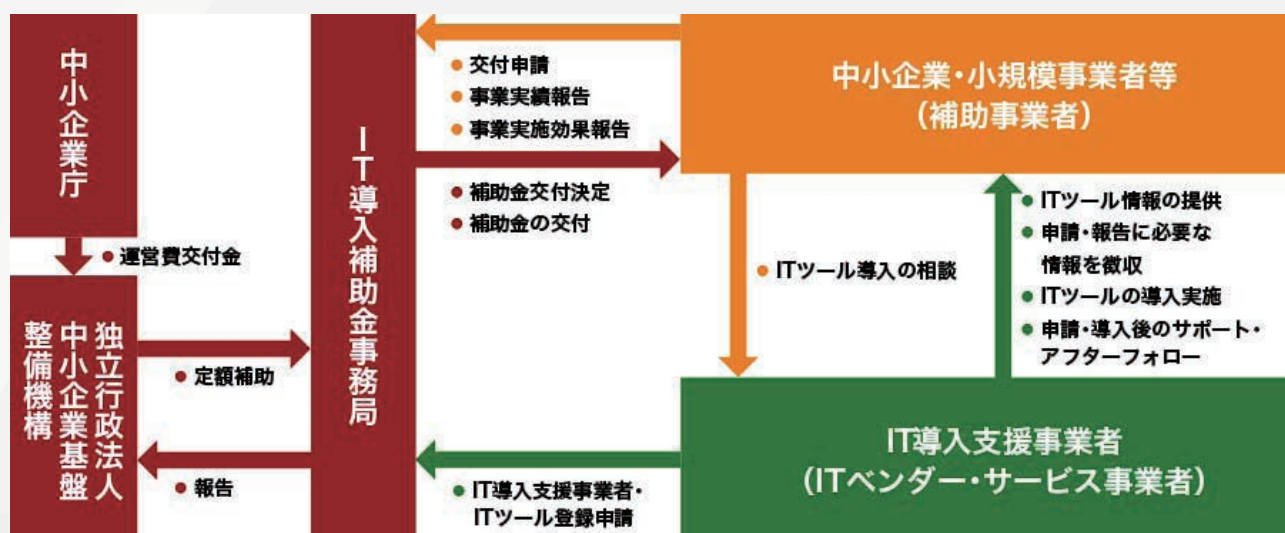 中小企業庁
運営費交付金
独立行政法人
中小企業基盤
整備機構
定額補助
報告
IT導入補助金事務局
交付申請
事業実績報告
事業実施効果報告
補助金交付決定
補助金の交付
中小企業・小規模事業者等
（補助事業者）
ITツール導入の相談
ITツール情報の提供
申請・報告に必要な
情報を徴収
ITツールの導入実施
申請・導入後のサポート・
アフターフォロー
IT導入支援事業者・
ITツール登録申請
IT導入支援事業者
（ITベンダー・サービス事業者）